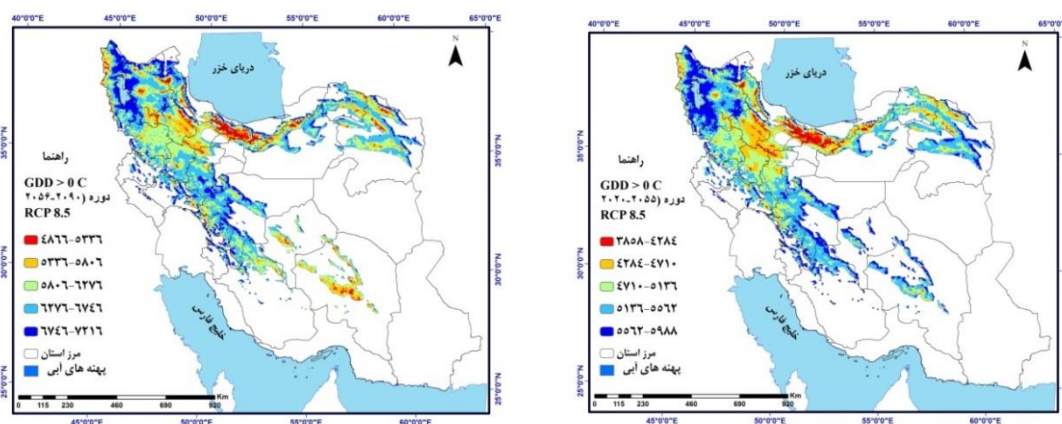 40°0'0"E 45°0'0"E 50°0'0"E 55°0'0"E 60°0'0"E 65°0'0"E
N
دریای خزر
35°0'0"N
30°0'0"N
25°0'0"N
راهنما
GDD > 0 C
دوره (۲۰۹۰-۲۰۵۶
RCP 8.5
۴۸۶۶-۵۳۳۶
۵۳۳۶-۵۸۰۶
۵۸۰۶-۶۲۷۶
۶۲۷۶-۶۷۴۶
۶۷۴۶-۷۲۱۶
مرز استان
پهنه های آبی
خلیج فارس
Km
0 115 230 460 690 920
45°0'0"E 50°0'0"E 55°0'0"E 60°0'0"E
40°0'0"E 45°0'0"E 50°0'0"E 55°0'0"E 60°0'0"E 65°0'0"E
N
دریای خزر
35°0'0"N
30°0'0"N
25°0'0"N
راهنما
GDD > 0 C
دوره (۲۰۵۵-۲۰۲۰
RCP 8.5
۳۸۵۸-۴۲۸۴
۴۲۸۴-۴۷۱۰
۴۷۱۰-۵۱۳۶
۵۱۳۶-۵۵۶۲
۵۵۶۲-۵۹۸۸
مرز استان
پهنه های آبی
خلیج فارس
Km
0 115 230 460 690 920
45°0'0"E 50°0'0"E 55°0'0"E 60°0'0"E